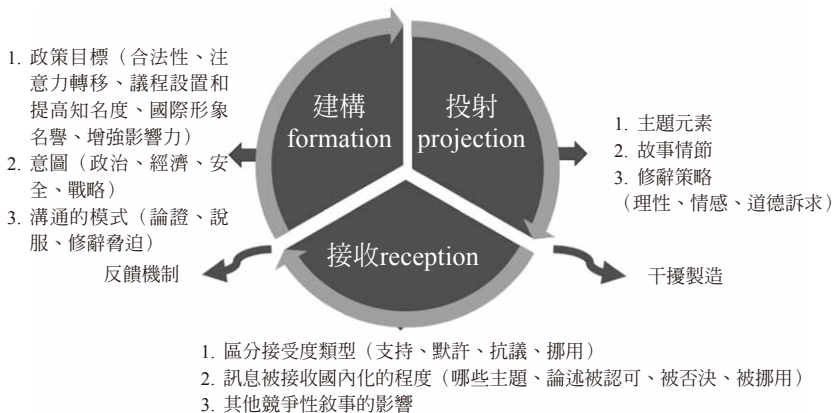 1. 政策目標（合法性、注
意力轉移、議程設置和
提高知名度、國際形象
名譽、增強影響力）
2. 意圖（政治、經濟、安
全、戰略）
3. 溝通的模式（論證、說
服、修辭脅迫）
建構
formation
投射
projection
1. 主題元素
2. 故事情節
3. 修辭策略
（理性、情感、道德訴求）
接收reception
反饋機制
干擾製造
1. 區分接受度類型（支持、默許、抗議、挪用）
2. 訊息被接收國內化的程度（哪些主題、論述被認可、被否決、被挪用）
3. 其他競爭性敘事的影響